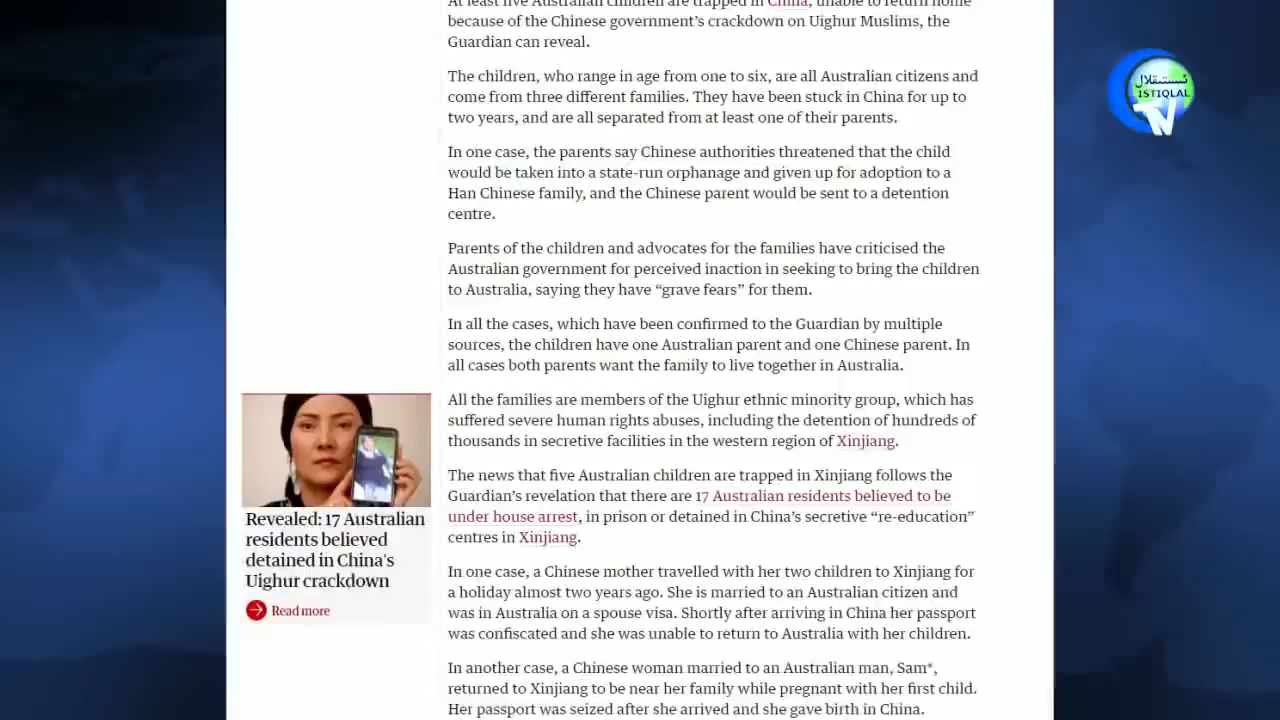 At least five Australian children are trapped in China, unable to return home
because of the Chinese government's crackdown on Uighur Muslims, the
Guardian can reveal.
The children, who range in age from one to six, are all Australian citizens and
come from three different families. They have been stuck in China for up to
two years, and are all separated from at least one of their parents.
In one case, the parents say Chinese authorities threatened that the child
would be taken into a state-run orphanage and given up for adoption to a
Han Chinese family, and the Chinese parent would be sent to a detention
centre.
Parents of the children and advocates for the families have criticised the
Australian government for perceived inaction in seeking to bring the children
to Australia, saying they have “grave fears” for them.
In all the cases, which have been confirmed to the Guardian by multiple
sources, the children have one Australian parent and one Chinese parent. In
all cases both parents want the family to live together in Australia.
All the families are members of the Uighur ethnic minority group, which has
suffered severe human rights abuses, including the detention of hundreds of
thousands in secretive facilities in the western region of Xinjiang.
The news that five Australian children are trapped in Xinjiang follows the
Guardian's revelation that there are 17 Australian residents believed to be
under house arrest, in prison or detained in China's secretive “re-education”
centres in Xinjiang.
In one case, a Chinese mother travelled with her two children to Xinjiang for
a holiday almost two years ago. She is married to an Australian citizen and
was in Australia on a spouse visa. Shortly after arriving in China her passport
was confiscated and she was unable to return to Australia with her children.
In another case, a Chinese woman married to an Australian man, Sam*,
returned to Xinjiang to be near her family while pregnant with her first child.
Her passport was seized after she arrived and she gave birth in China.
Revealed: 17 Australian
residents believed
detained in China's
Uighur crackdown
Read more
ئىستىقلال
ISTIQLAL
TV